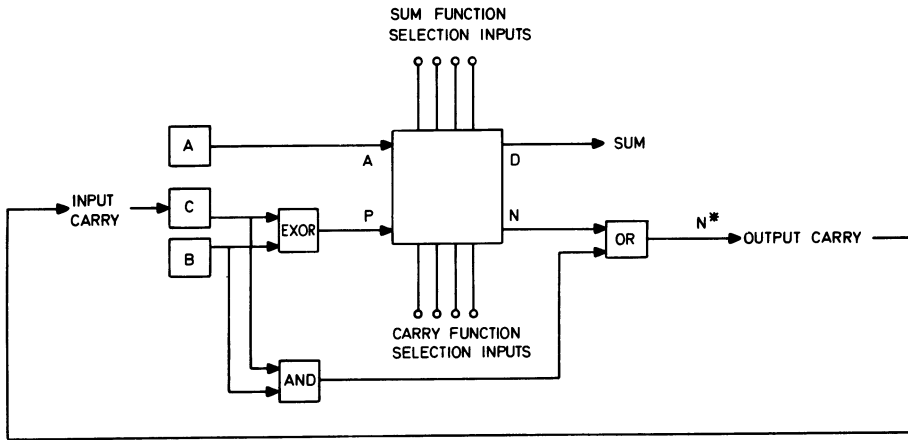 SUM FUNCTION
SELECTION INPUTS
A
A
D
SUM
INPUT
CARRY
C
EXOR
P
N
OR
N*
OUTPUT CARRY
B
CARRY FUNCTION
SELECTION INPUTS
AND